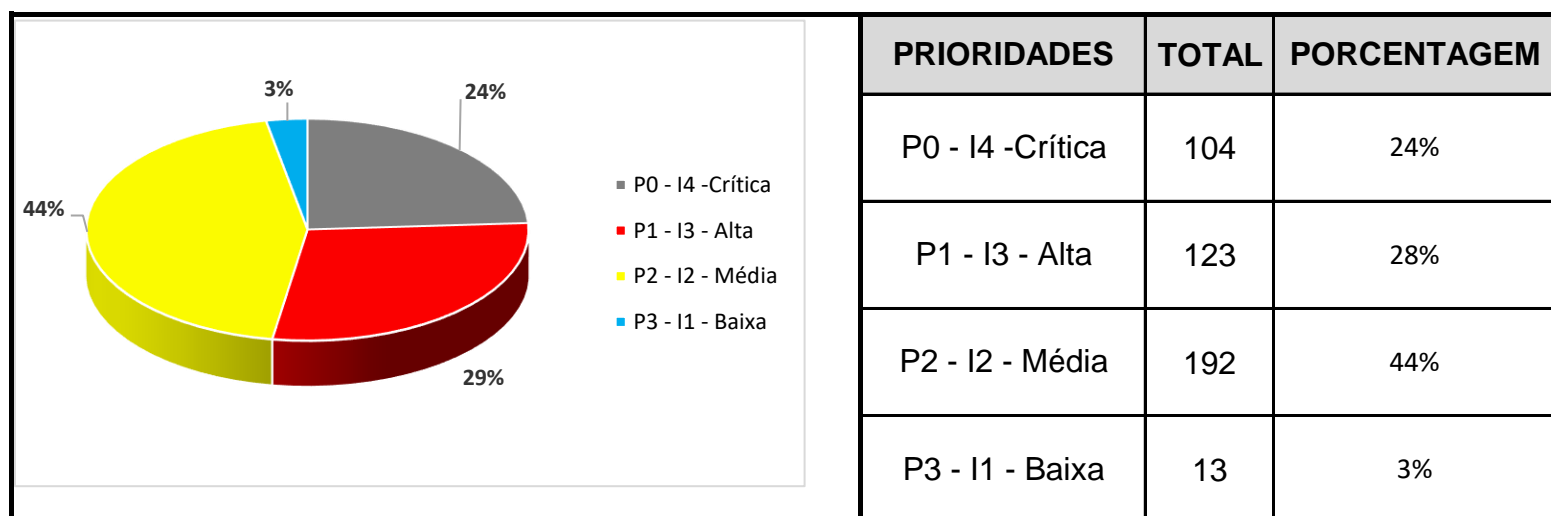 3%
24%
44%
29%
P0 - I4 -Crítica
P1 - I3 - Alta
P2 - I2 - Média
P3 - I1 - Baixa
PRIORIDADES TOTAL PORCENTAGEM
P0 - I4 -Crítica 104 24%
P1 - I3 - Alta 123 28%
P2 - I2 - Média 192 44%
P3 - I1 - Baixa 13 3%